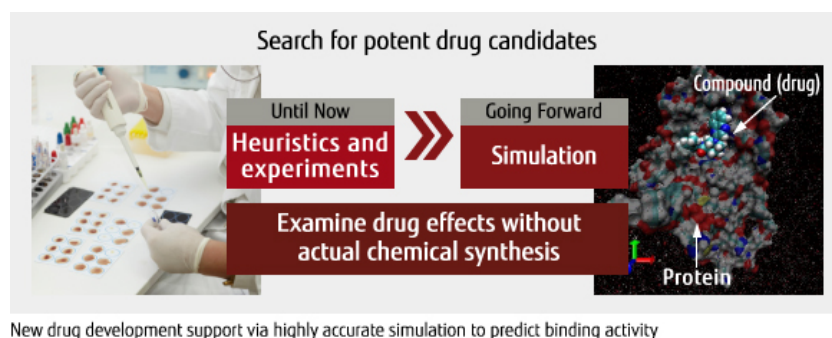 Search for potent drug candidates
Until Now
Heuristics and
experiments
Going Forward
Simulation
Compound (drug)
Examine drug effects without
actual chemical synthesis
Protein
New drug development support via highly accurate simulation to predict binding activity